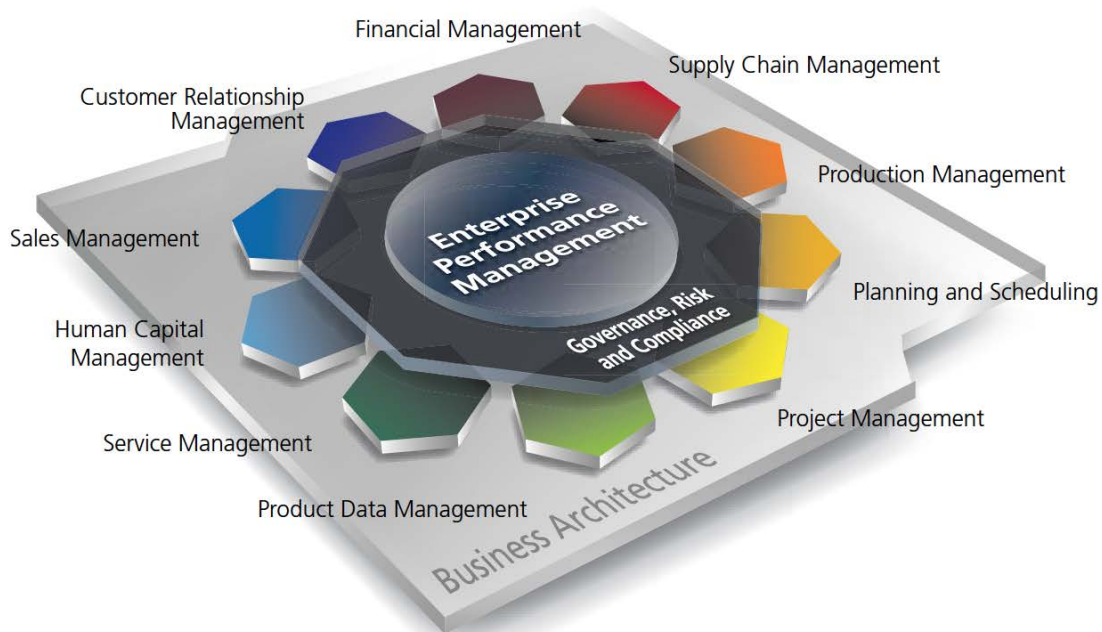 Financial Management
Supply Chain Management
Customer Relationship
Management
Production Management
Enterprise
Performance
Management
Sales Management
Planning and Scheduling
Governance, Risk
and Compliance
Human Capital
Management
Project Management
Service Management
Product Data Management
Business Architecture